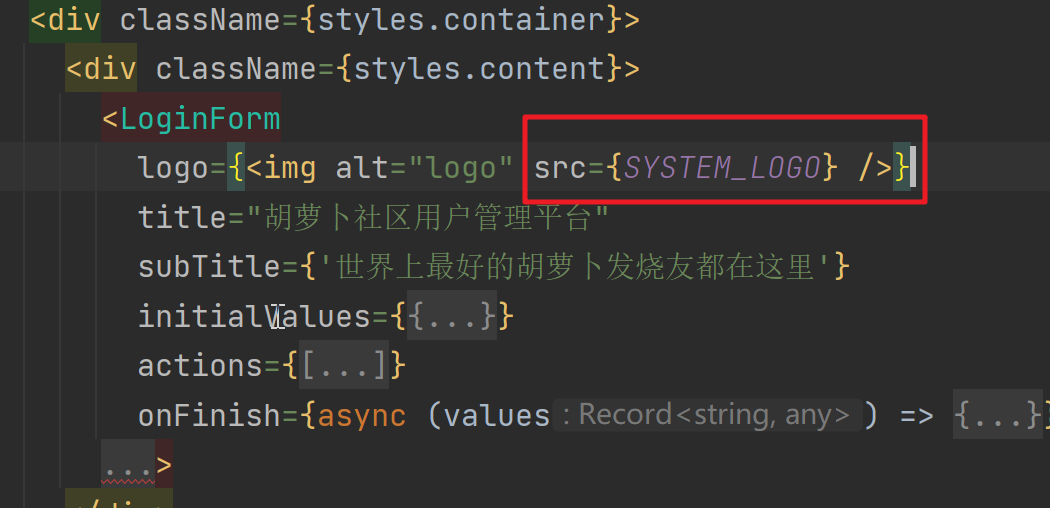 <div className={styles.container}>
<div className={styles.content}>
<LoginForm
logo={<img alt="logo" src={SYSTEM_LOGO} />}
title="胡萝卜社区用户管理平台"
subTitle={'世界上最好的胡萝卜发烧友都在这里'}
initialValues={{...}}
actions={[...]}
onFinish={async (values : Record<string, any> ) => {...}}
...>
</div>